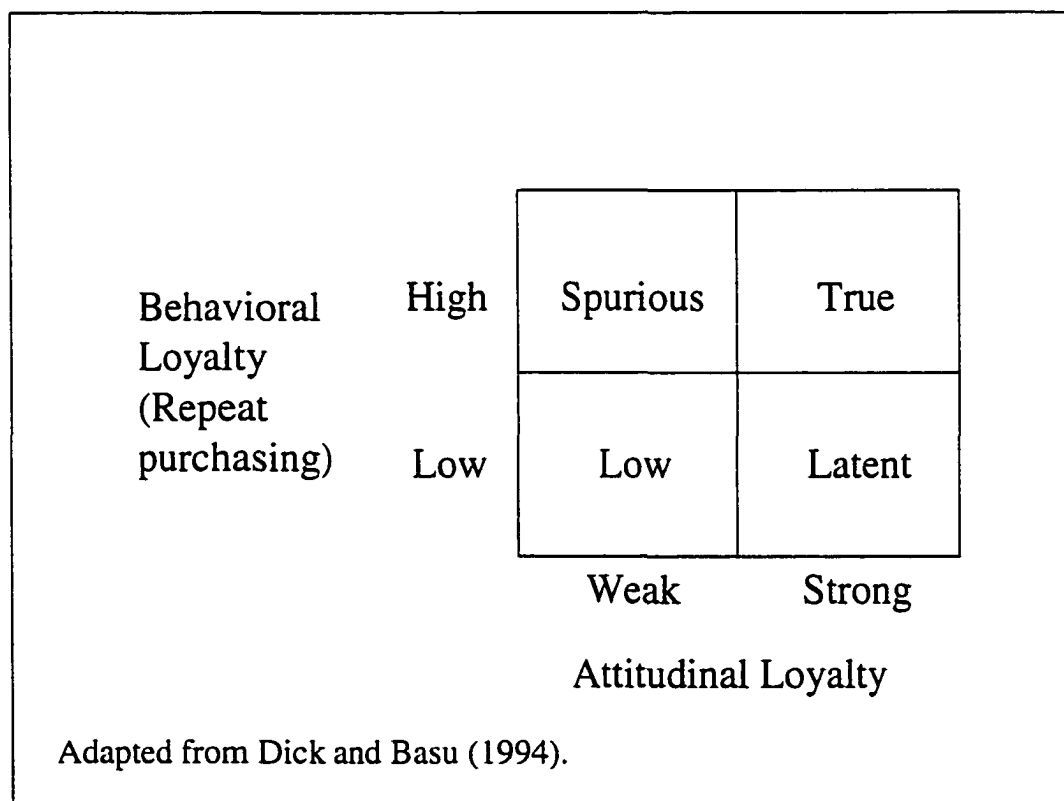 Behavioral
Loyalty
(Repeat
purchasing)
High Spurious True
Low Low Latent
Weak Strong
Attitudinal Loyalty
Adapted from Dick and Basu (1994).